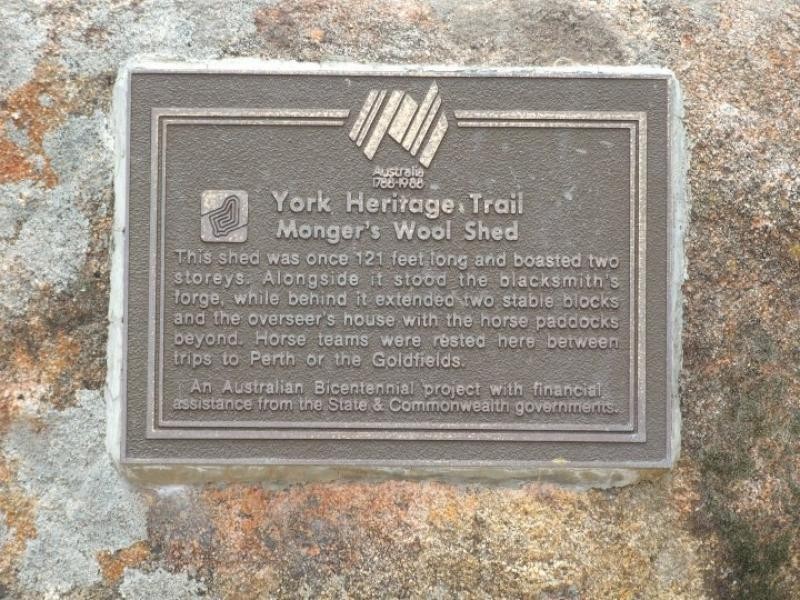 Australia
1788-1988
York Heritage Trail
Monger's Wool Shed
This shed was once 121 feet long and boasted two
storeys. Alongside it stood the blacksmith's
forge, while behind it extended two stable blocks
and the overseer's house with the horse paddocks
beyond. Horse teams were rested here between
trips to Perth or the Goldfields.
An Australian Bicentennial project with financial
assistance from the State & Commonwealth governments.